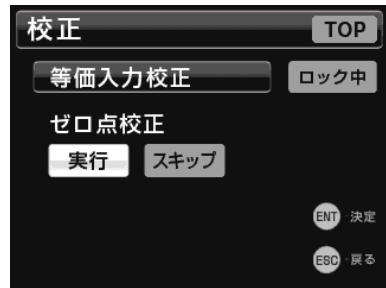 校正 TOP
等価入力校正 ロック中
ゼロ点校正
実行 スキップ
ENT 決定
ESC 戻る